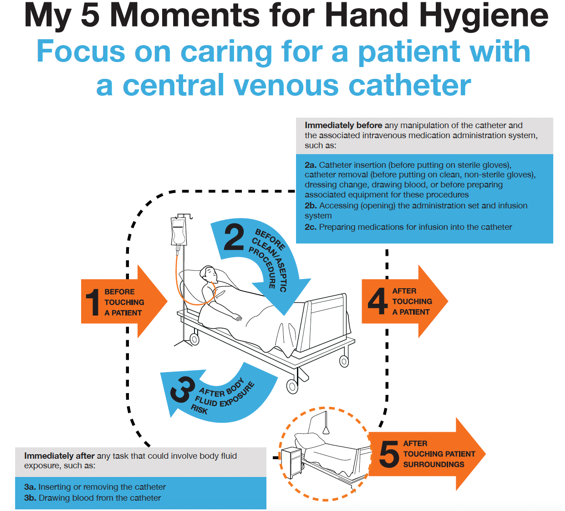 My 5 Moments for Hand Hygiene
Focus on caring for a patient with
a central venous catheter
Immediately before any manipulation of the catheter and
the associated intravenous medication administration system,
such as:
2a. Catheter insertion (before putting on sterile gloves),
catheter removal (before putting on clean, non-sterile gloves),
dressing change, drawing blood, or before preparing
associated equipment for these procedures
2b. Accessing (opening) the administration set and infusion
system
2c. Preparing medications for infusion into the catheter
1
BEFORE
TOUCHING
A PATIENT
2
BEFORE
CLEAN/ASEPTIC
PROCEDURE
3
AFTER BODY
FLUID EXPOSURE
RISK
4
AFTER
TOUCHING
A PATIENT
5
AFTER
TOUCHING PATIENT
SURROUNDINGS
Immediately after any task that could involve body fluid
exposure, such as:
3a. Inserting or removing the catheter
3b. Drawing blood from the catheter